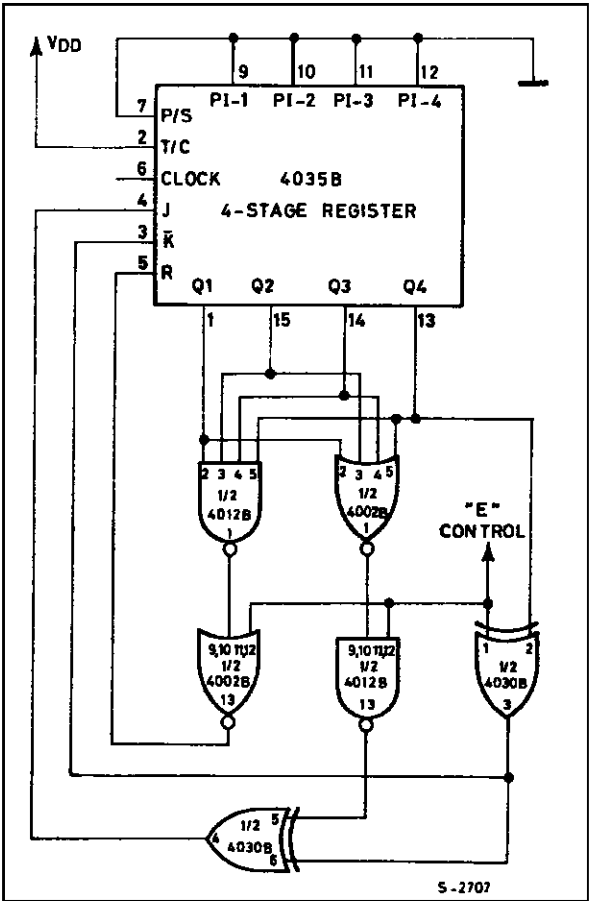 VDD
9 10 11 12
PI-1 PI-2 PI-3 PI-4
7 P/S
2 T/C
6 CLOCK 4035B
4 J 4-STAGE REGISTER
3 K̅
5 R
Q1 Q2 Q3 Q4
1 15 14 13
2 3 4 5
1/2
4012B
1
2 3 4 5
1/2
4002B
1
"E"
CONTROL
9,10 11,12
1/2
4002B
13
9,10 11,12
1/2
4012B
13
1 2
1/2
4030B
3
5
4 1/2
4030B
6
S-2707